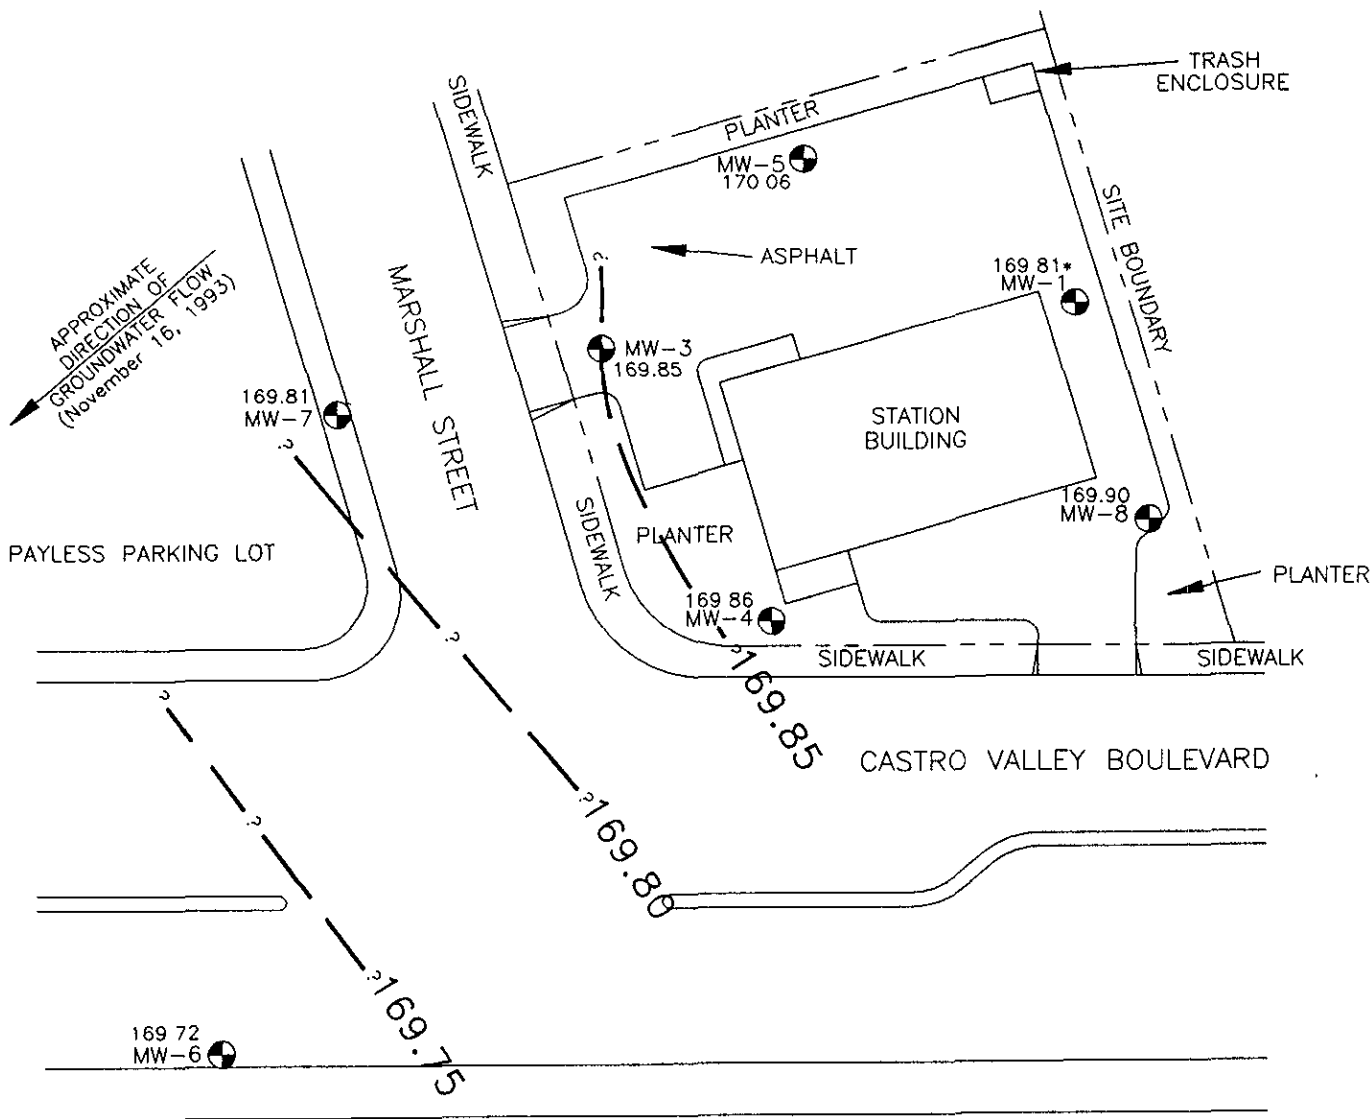 TRASH
ENCLOSURE
SIDEWALK
PLANTER
MW-5
170 06
SITE BOUNDARY
ASPHALT
169 81*
MW-1
APPROXIMATE
DIRECTION OF
GROUNDWATER FLOW
(November 16, 1993)
MARSHALL STREET
?
MW-3
169.85
169.81
MW-7
?
STATION
BUILDING
169.90
MW-8
SIDEWALK
PLANTER
PAYLESS PARKING LOT
PLANTER
169 86
MW-4
?
SIDEWALK
SIDEWALK
?169.85
?
CASTRO VALLEY BOULEVARD
?
?169.80
?169.75
169 72
MW-6